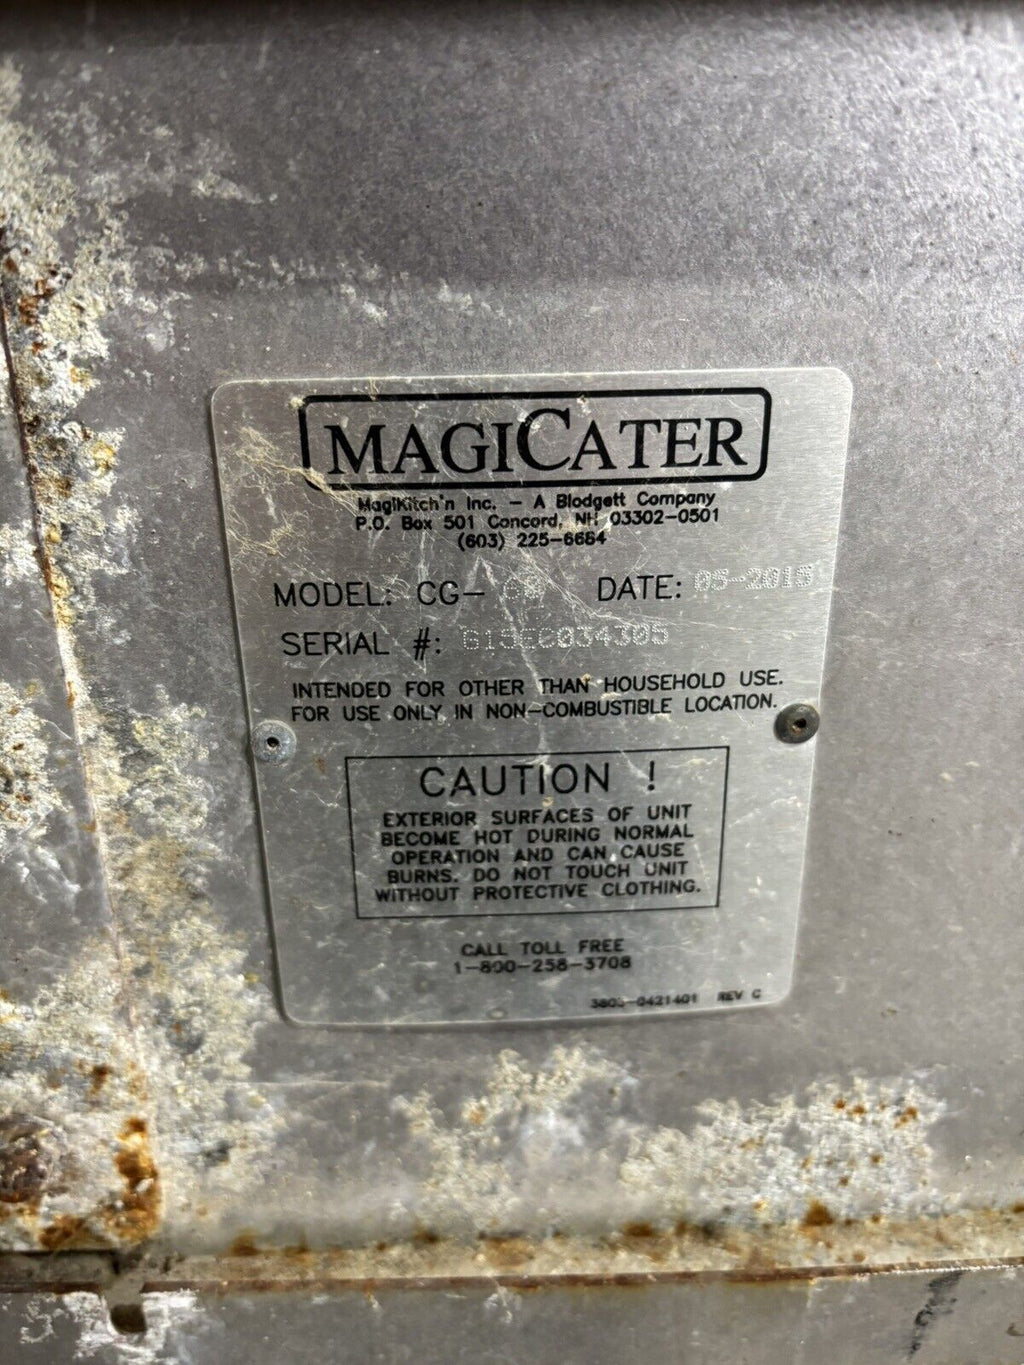 MAGICATER
MagiKitch'n Inc. – A Blodgett Company
P.O. Box 501 Concord, NH 03302-0501
(603) 225-6684
MODEL: CG- DATE: 05-2015
SERIAL #: G15EC034305
INTENDED FOR OTHER THAN HOUSEHOLD USE.
FOR USE ONLY IN NON-COMBUSTIBLE LOCATION.
CAUTION !
EXTERIOR SURFACES OF UNIT
BECOME HOT DURING NORMAL
OPERATION AND CAN CAUSE
BURNS. DO NOT TOUCH UNIT
WITHOUT PROTECTIVE CLOTHING.
CALL TOLL FREE
1-800-258-3708
REV C